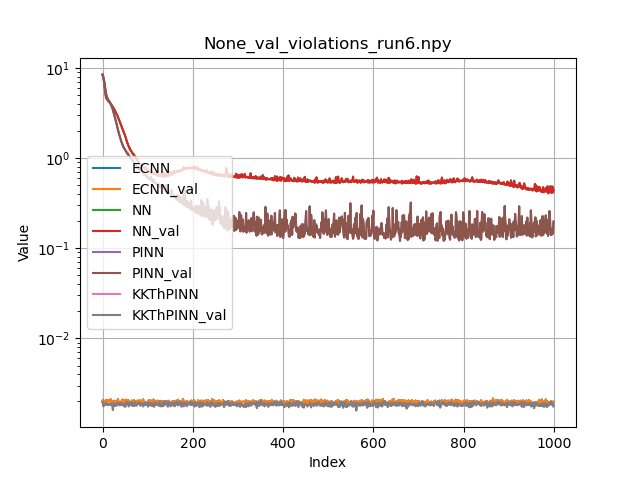 None_val_violations_run6.npy
10¹
10⁰
10⁻¹
10⁻²
Value
ECNN
ECNN_val
NN
NN_val
PINN
PINN_val
KKThPINN
KKThPINN_val
0 200 400 600 800 1000
Index